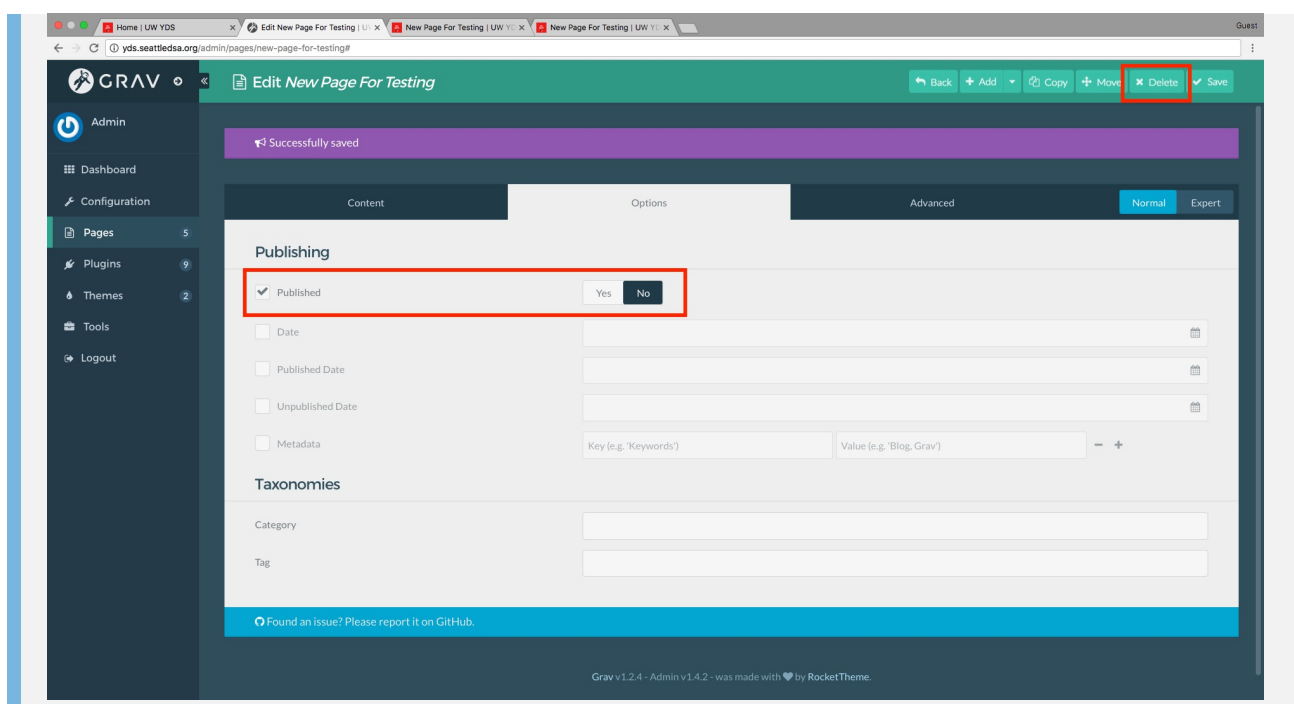 Home | UW YDS
Edit New Page For Testing | U
New Page For Testing | UW Y
New Page For Testing | UW Y
Guest
yds.seattledsa.org/admin/pages/new-page-for-testing#
GRAV
Edit New Page For Testing
Back
Add
Copy
Move
Delete
Save
Admin
Successfully saved
Dashboard
Configuration
Pages 5
Plugins 9
Themes 2
Tools
Logout
Content
Options
Advanced
Normal
Expert
Publishing
Published
Yes
No
Date
Published Date
Unpublished Date
Metadata
Key (e.g. 'Keywords')
Value (e.g. 'Blog, Grav')
Taxonomies
Category
Tag
Found an issue? Please report it on GitHub.
Grav v1.2.4 - Admin v1.4.2 - was made with by RocketTheme.